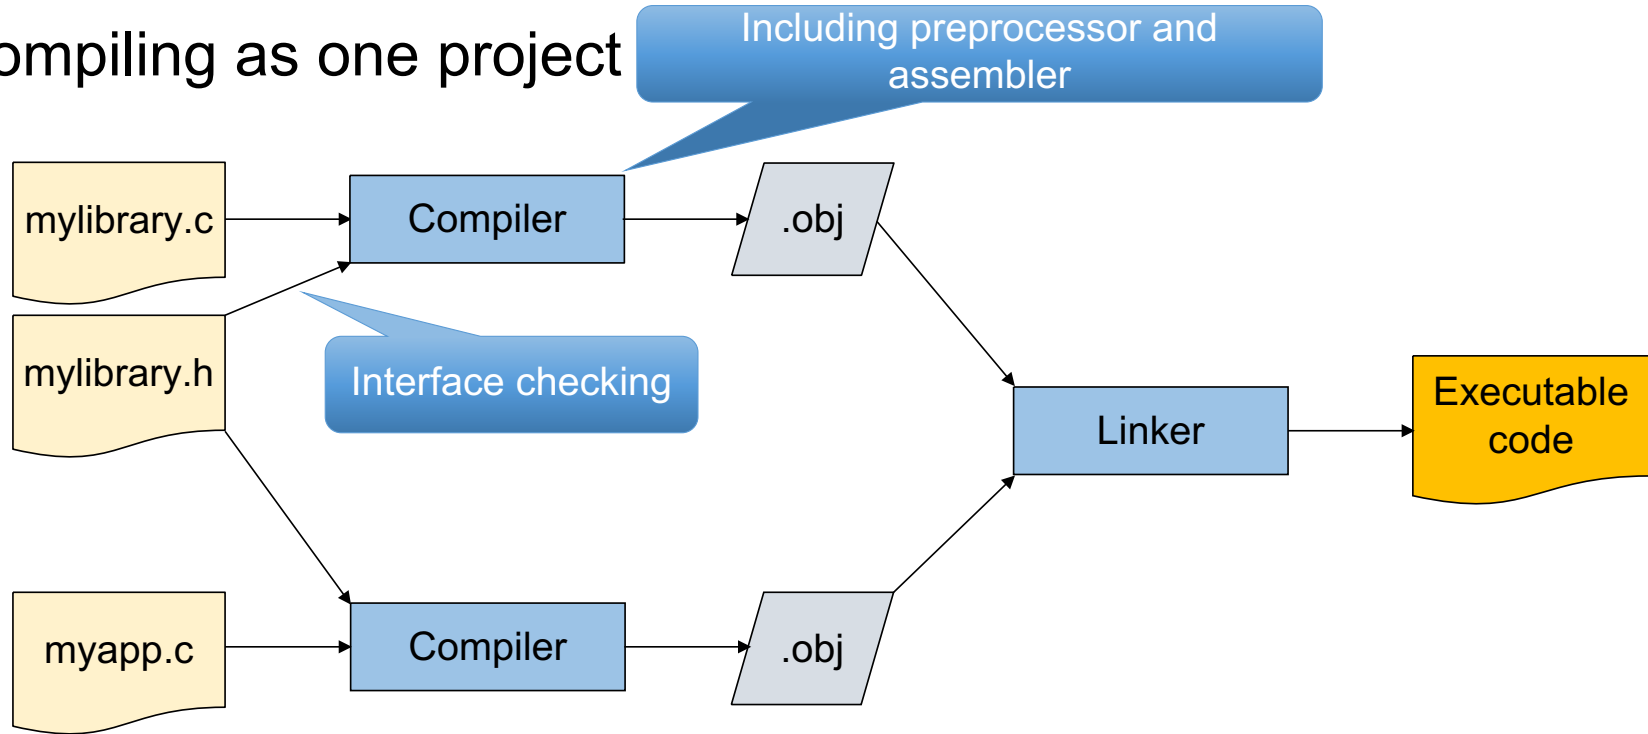 ompiling as one project
Including preprocessor and
assembler
mylibrary.c
Compiler
.obj
mylibrary.h
Interface checking
Linker
Executable
code
myapp.c
Compiler
.obj